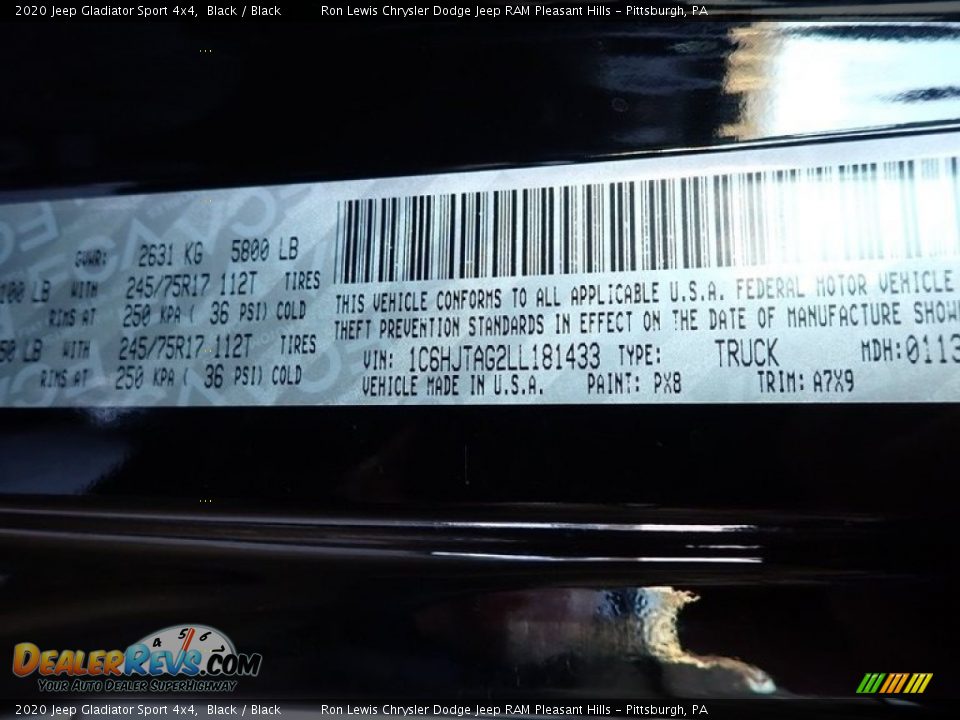 2020 Jeep Gladiator Sport 4x4, Black / Black Ron Lewis Chrysler Dodge Jeep RAM Pleasant Hills - Pittsburgh, PA
GVWR: 2631 KG 5800 LB
LB WITH 245/75R17 112T TIRES
RIMS AT 250 KPA ( 36 PSI) COLD
LB WITH 245/75R17 112T TIRES
RIMS AT 250 KPA ( 36 PSI) COLD
THIS VEHICLE CONFORMS TO ALL APPLICABLE U.S.A. FEDERAL MOTOR VEHICLE
THEFT PREVENTION STANDARDS IN EFFECT ON THE DATE OF MANUFACTURE SHOW
VIN: 1C6HJTAG2LL181433 TYPE: TRUCK MDH:0113
VEHICLE MADE IN U.S.A. PAINT: PX8 TRIM: A7X9
4 5 6
DEALERREVS.COM
YOUR AUTO DEALER SUPERHIGHWAY
2020 Jeep Gladiator Sport 4x4, Black / Black Ron Lewis Chrysler Dodge Jeep RAM Pleasant Hills - Pittsburgh, PA